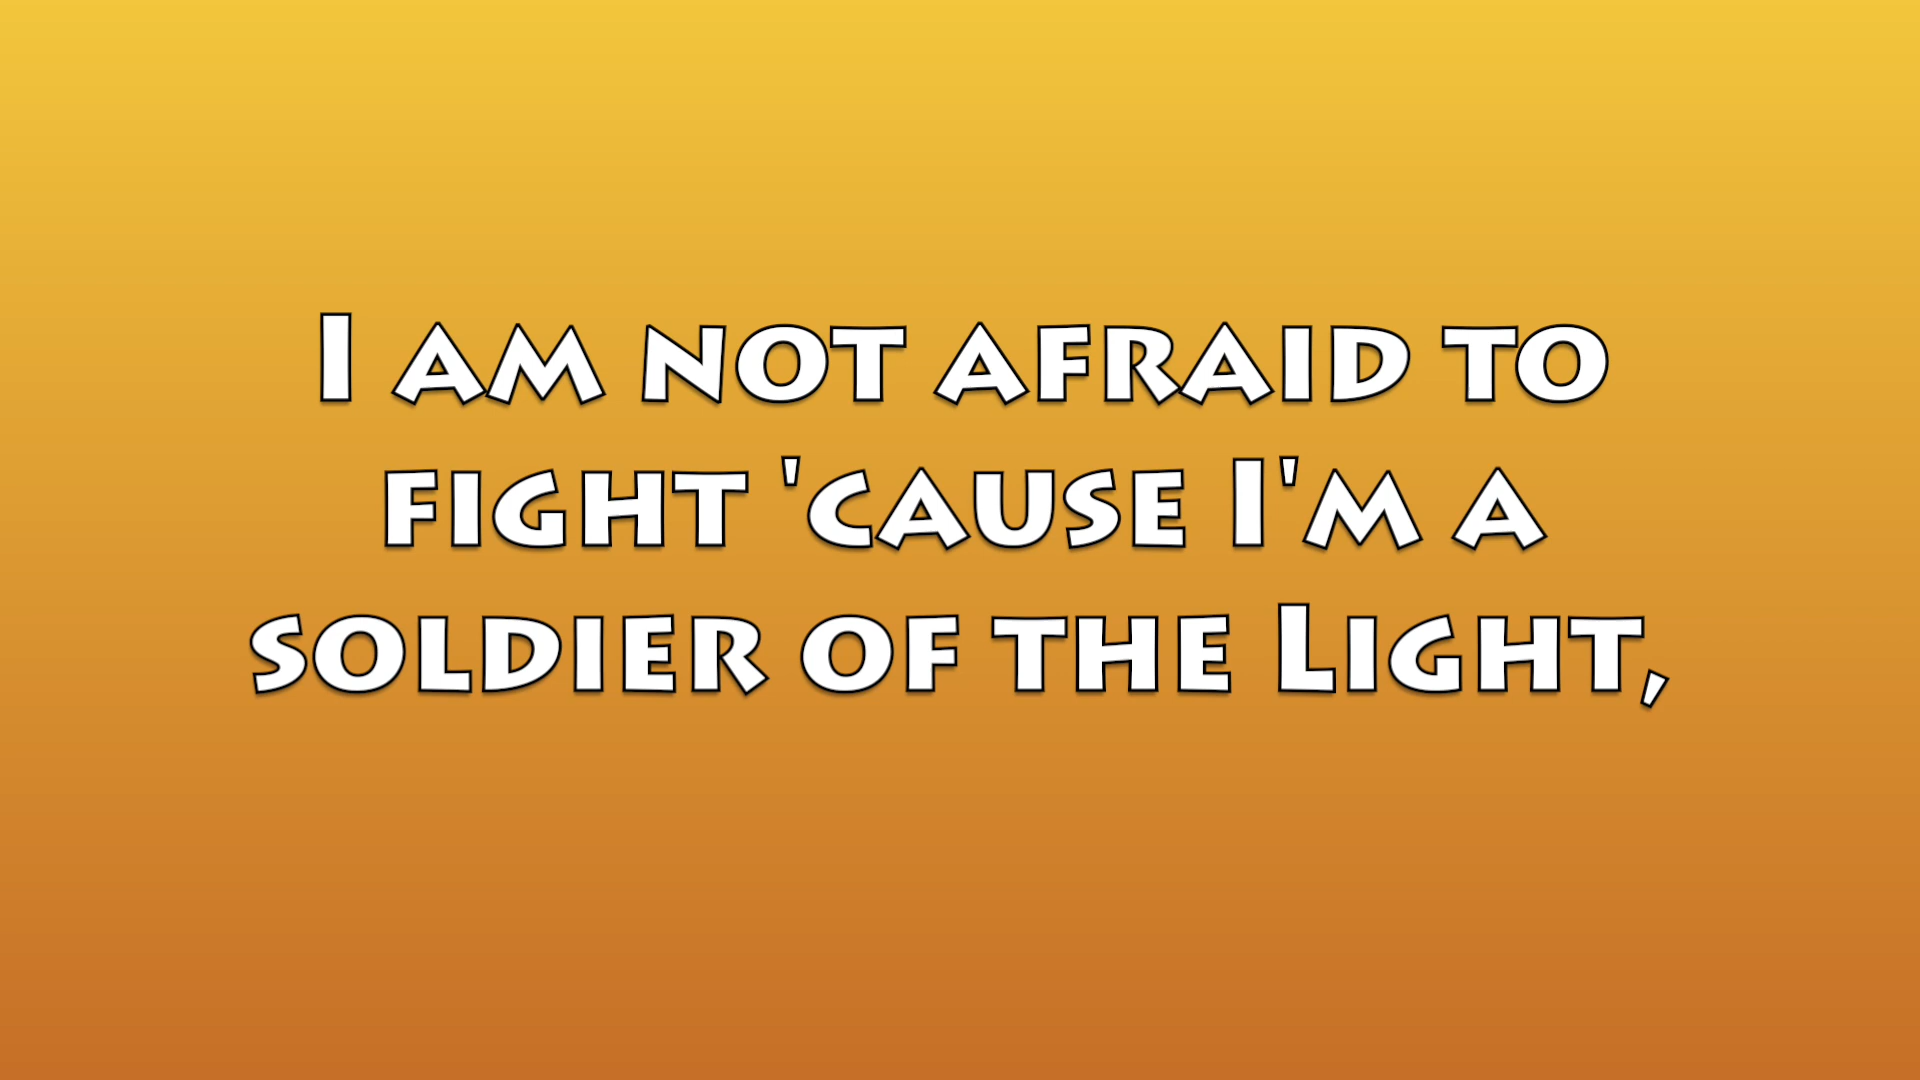 I am not afraid to
fight 'cause I'm a
soldier of the Light,